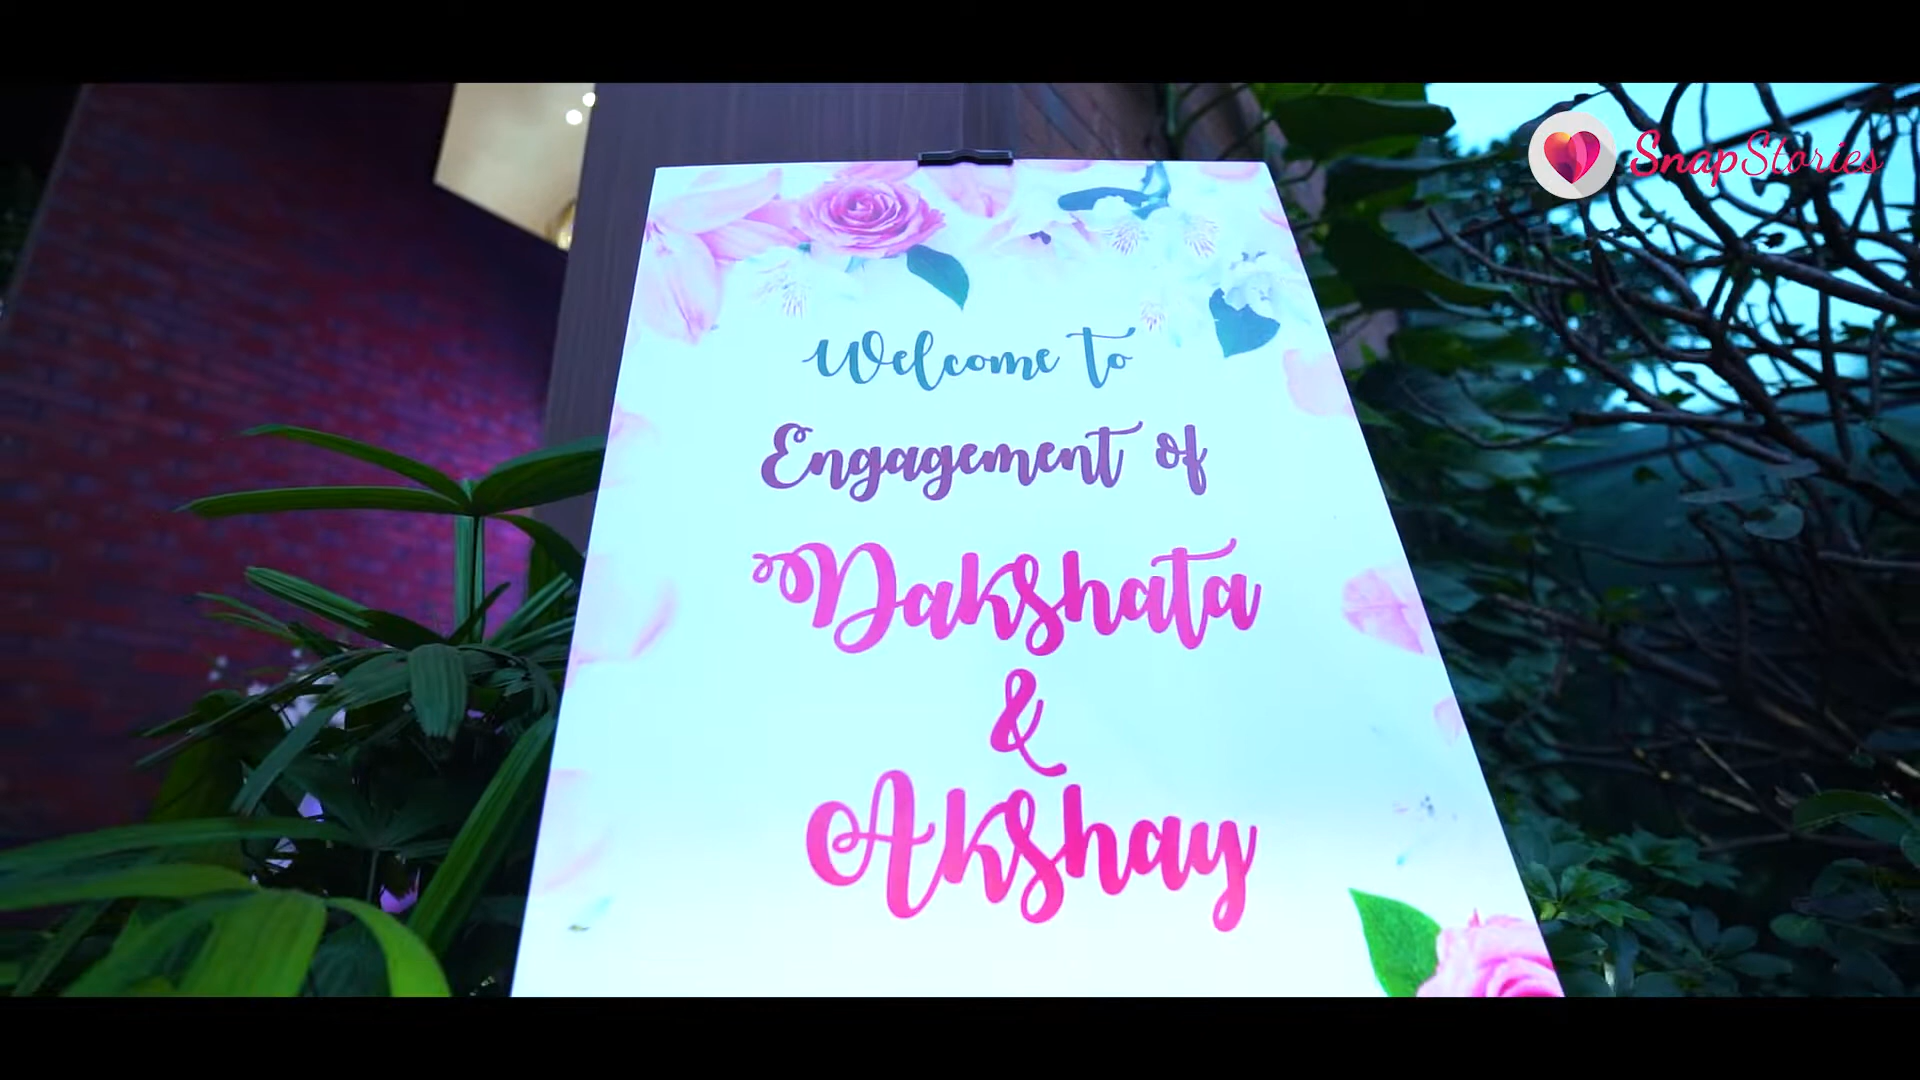 SnapStories
Welcome to
Engagement of
Dakshata
&
Akshay